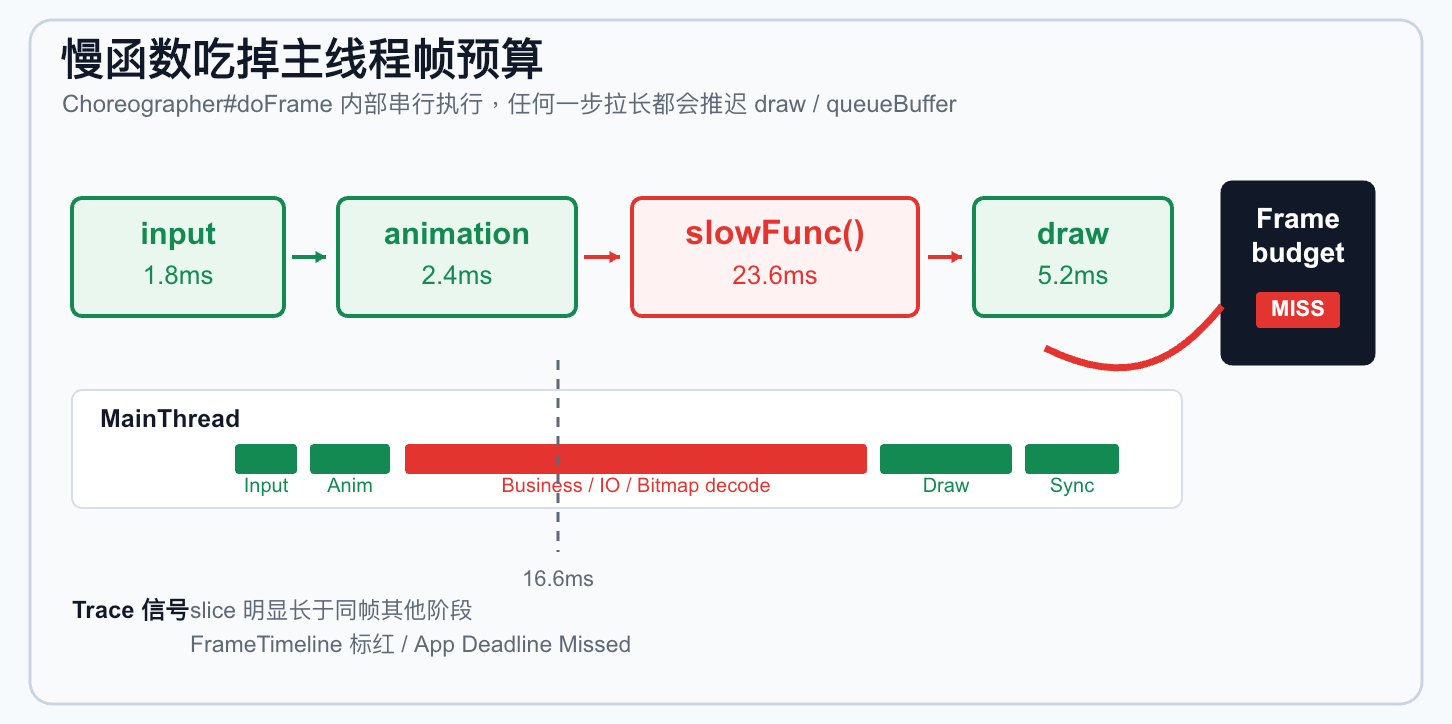 慢函数吃掉主线程帧预算
Choreographer#doFrame 内部串行执行，任何一步拉长都会推迟 draw / queueBuffer
input
1.8ms
animation
2.4ms
slowFunc()
23.6ms
draw
5.2ms
Frame
budget
MISS
MainThread
Input
Anim
Business / IO / Bitmap decode
Draw
Sync
16.6ms
Trace 信号slice 明显长于同帧其他阶段
FrameTimeline 标红 / App Deadline Missed